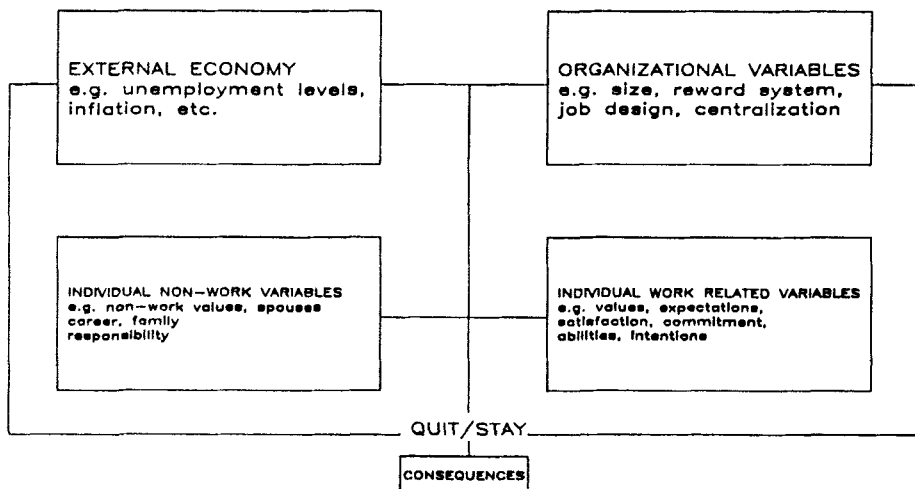 EXTERNAL ECONOMY
e.g. unemployment levels,
inflation, etc.
ORGANIZATIONAL VARIABLES
e.g. size, reward system,
job design, centralization
INDIVIDUAL NON-WORK VARIABLES
e.g. non-work values, spouses
career, family
responsibility
INDIVIDUAL WORK RELATED VARIABLES
e.g. values, expectations,
satisfaction, commitment,
abilities, intentions
QUIT/STAY
CONSEQUENCES